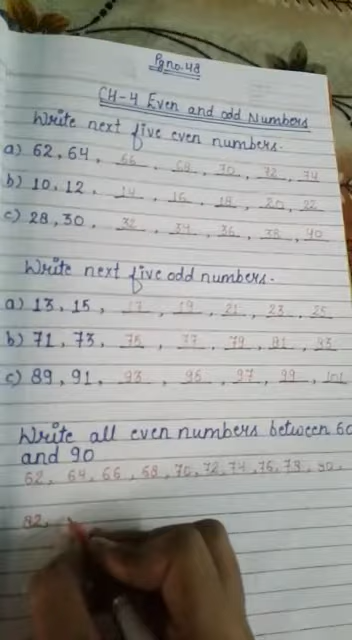 Pg no. 48
CH-4 Even and odd Numbers
Write next five even numbers.
a) 62, 64, 66, 68, 70, 72, 74
b) 10, 12, 14, 16, 18, 20, 22
c) 28, 30, 32, 34, 36, 38, 40
Write next five odd numbers.
a) 13, 15, 17, 19, 21, 23, 25
b) 71, 73, 75, 77, 79, 81, 83
c) 89, 91, 93, 95, 97, 99, 101
Write all even numbers between 60
and 90
62, 64, 66, 68, 70, 72, 74, 76, 78, 80,
82,